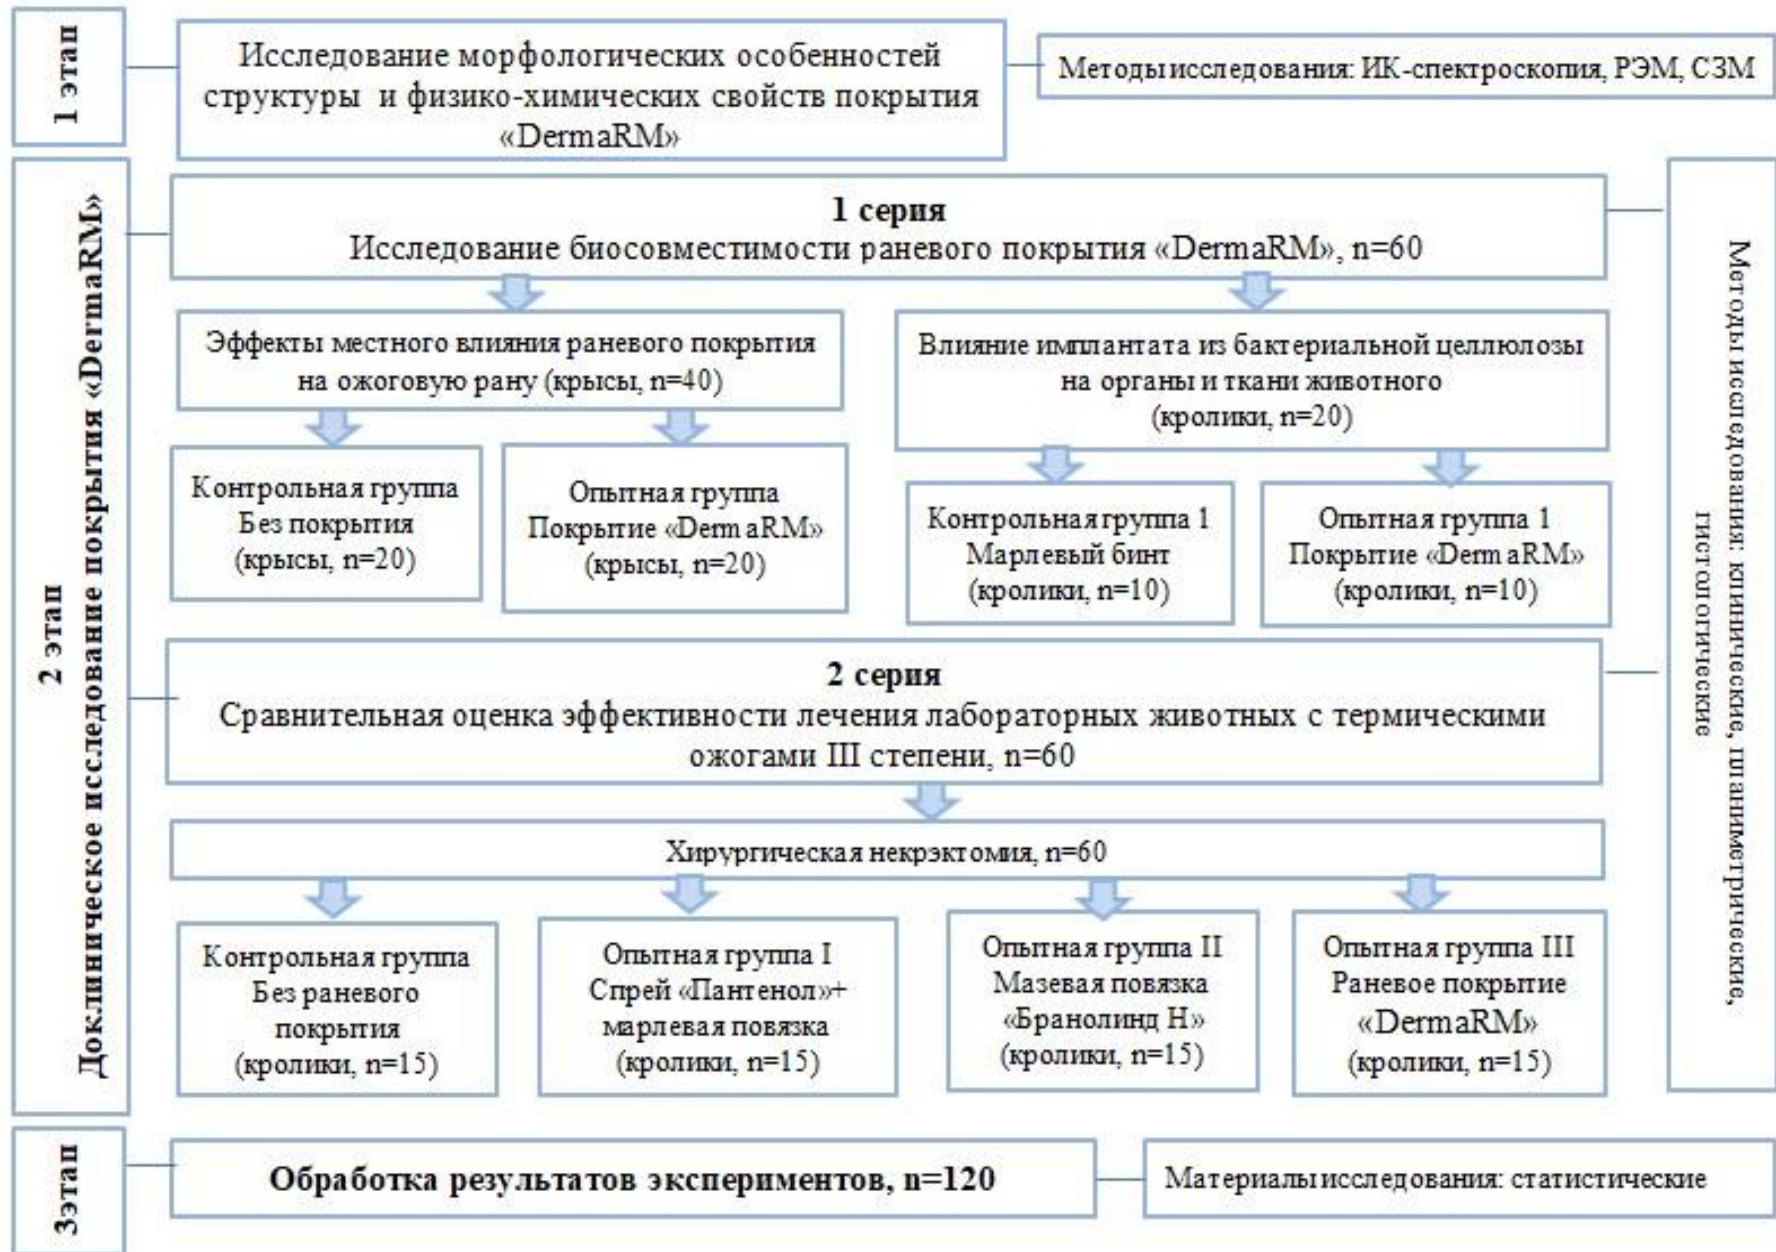 1 этап
Исследование морфологических особенностей
структуры и физико-химических свойств покрытия
«DermaRM»
Методы исследования: ИК-спектроскопия, РЭМ, СЗМ
2 этап
Доклиническое исследование покрытия «DermaRM»
1 серия
Исследование биосовместимости раневого покрытия «DermaRM», n=60
Эффекты местного влияния раневого покрытия
на ожоговую рану (крысы, n=40)
Влияние имплантата из бактериальной целлюлозы
на органы и ткани животного
(кролики, n=20)
Контрольная группа
Без покрытия
(крысы, n=20)
Опытная группа
Покрытие «DermaRM»
(крысы, n=20)
Контрольная группа 1
Марлевый бинт
(кролики, n=10)
Опытная группа 1
Покрытие «DermaRM»
(кролики, n=10)
2 серия
Сравнительная оценка эффективности лечения лабораторных животных с термическими
ожогами III степени, n=60
Хирургическая некрэктомия, n=60
Контрольная группа
Без раневого
покрытия
(кролики, n=15)
Опытная группа I
Спрей «Пантенол»+
марлевая повязка
(кролики, n=15)
Опытная группа II
Мазевая повязка
«Бранолинд Н»
(кролики, n=15)
Опытная группа III
Раневое покрытие
«DermaRM»
(кролики, n=15)
Методы исследования: клинические, планиметрические,
гистологические
3этап
Обработка результатов экспериментов, n=120
Материалы исследования: статистические